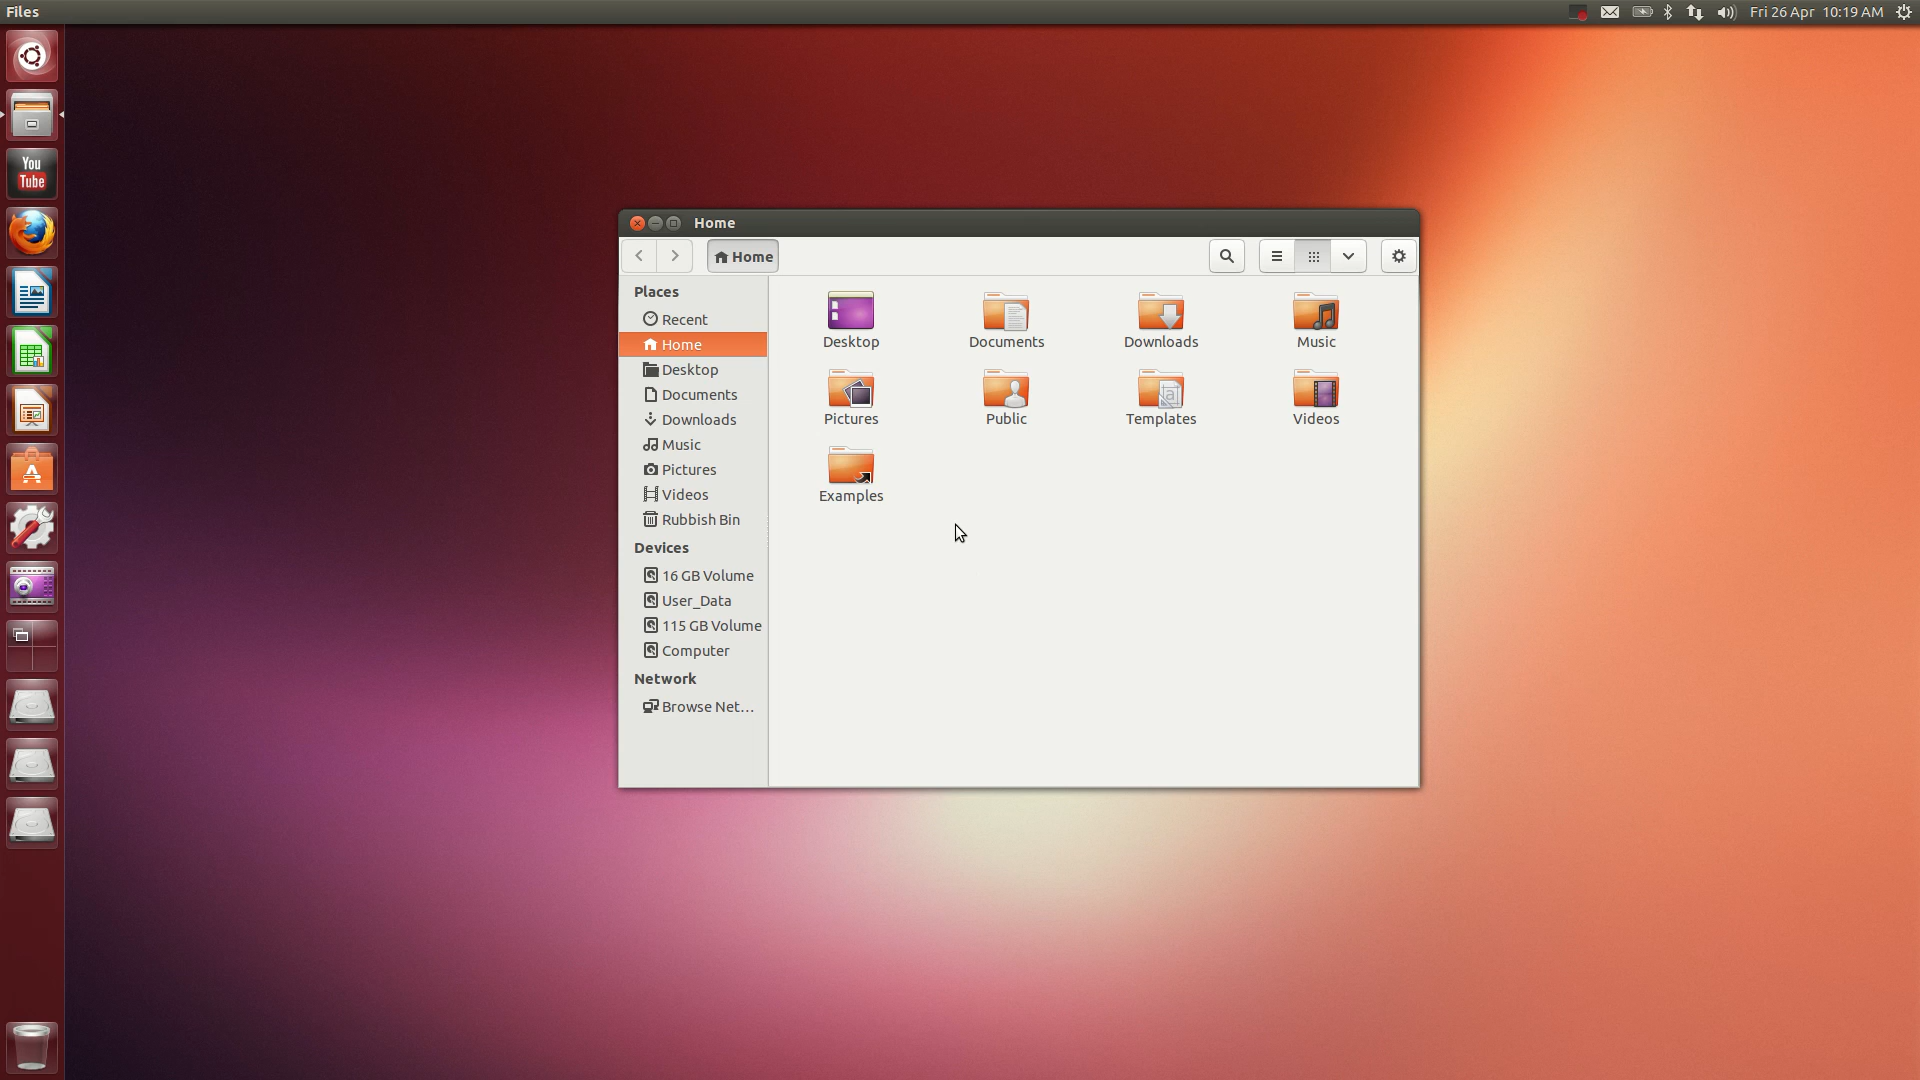 Files
Fri 26 Apr 10:19 AM
You
Tube
Home
Home
Places
Recent
Home
Desktop
Documents
Downloads
Music
Pictures
Videos
Rubbish Bin
Devices
16 GB Volume
User_Data
115 GB Volume
Computer
Network
Browse Net...
Desktop
Documents
Downloads
Music
Pictures
Public
Templates
Videos
Examples